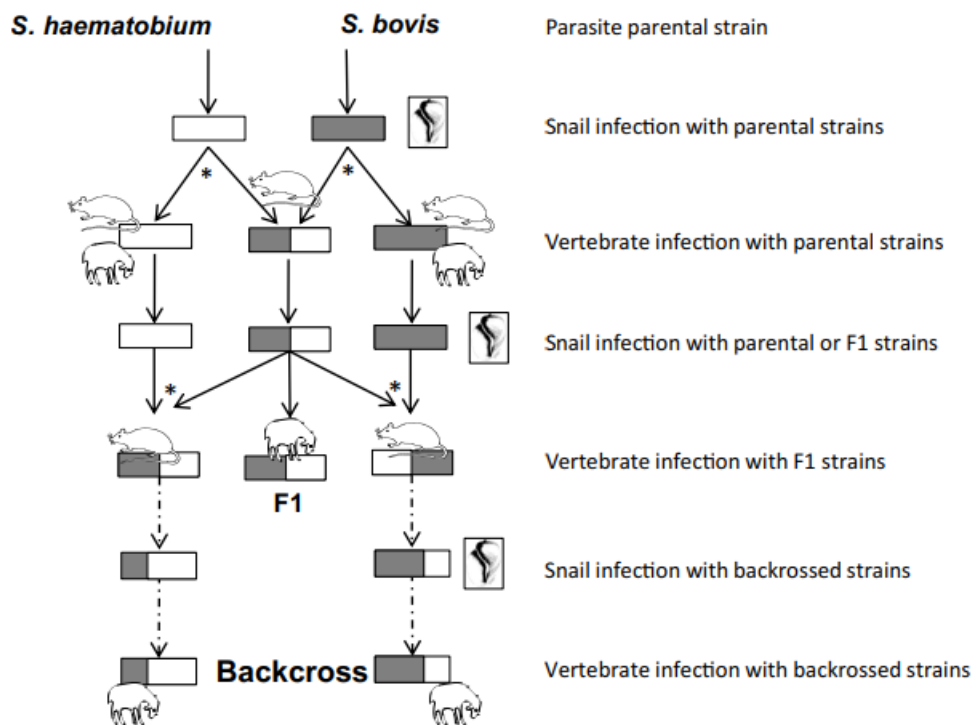 S. haematobium S. bovis Parasite parental strain
Snail infection with parental strains
* *
Vertebrate infection with parental strains
Snail infection with parental or F1 strains
* *
Vertebrate infection with F1 strains
F1
Snail infection with backrossed strains
Backcross Vertebrate infection with backrossed strains